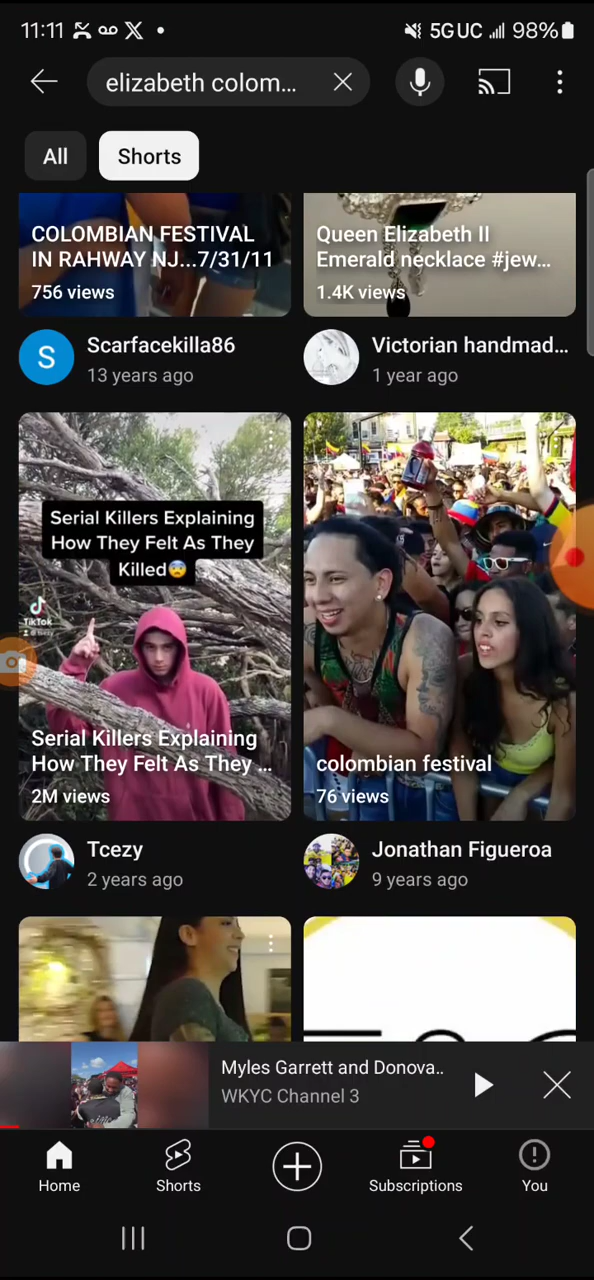 11:11
5G UC
98%
elizabeth colom...
All
Shorts
COLOMBIAN FESTIVAL
IN RAHWAY NJ...7/31/11
756 views
Queen Elizabeth II
Emerald necklace #jew...
1.4K views
S
Scarfacekilla86
13 years ago
Victorian handmad...
1 year ago
Serial Killers Explaining
How They Felt As They
Killed😨
TikTok
Serial Killers Explaining
How They Felt As They ...
2M views
colombian festival
76 views
Tcezy
2 years ago
Jonathan Figueroa
9 years ago
Myles Garrett and Donova..
WKYC Channel 3
Home
Shorts
Subscriptions
You